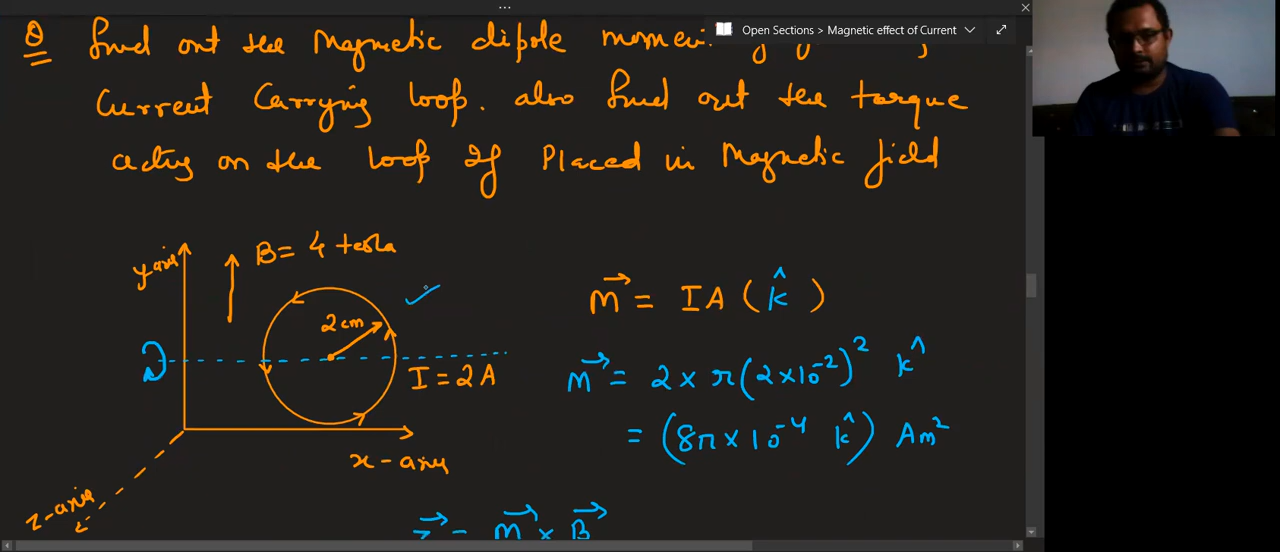 Open Sections > Magnetic effect of Current
Q Find out the Magnetic dipole
Current Carrying loop. also find out the torque
acting on the loop If Placed in Magnetic field
y-axis
B = 4 tesla
2 cm
I = 2 A
x-axis
z-axis
m⃗ = IA ( k̂ )
m⃗ = 2 × π(2×10⁻²)² k̂
= (8π × 10⁻⁴ k̂) Am²
m⃗ × B⃗